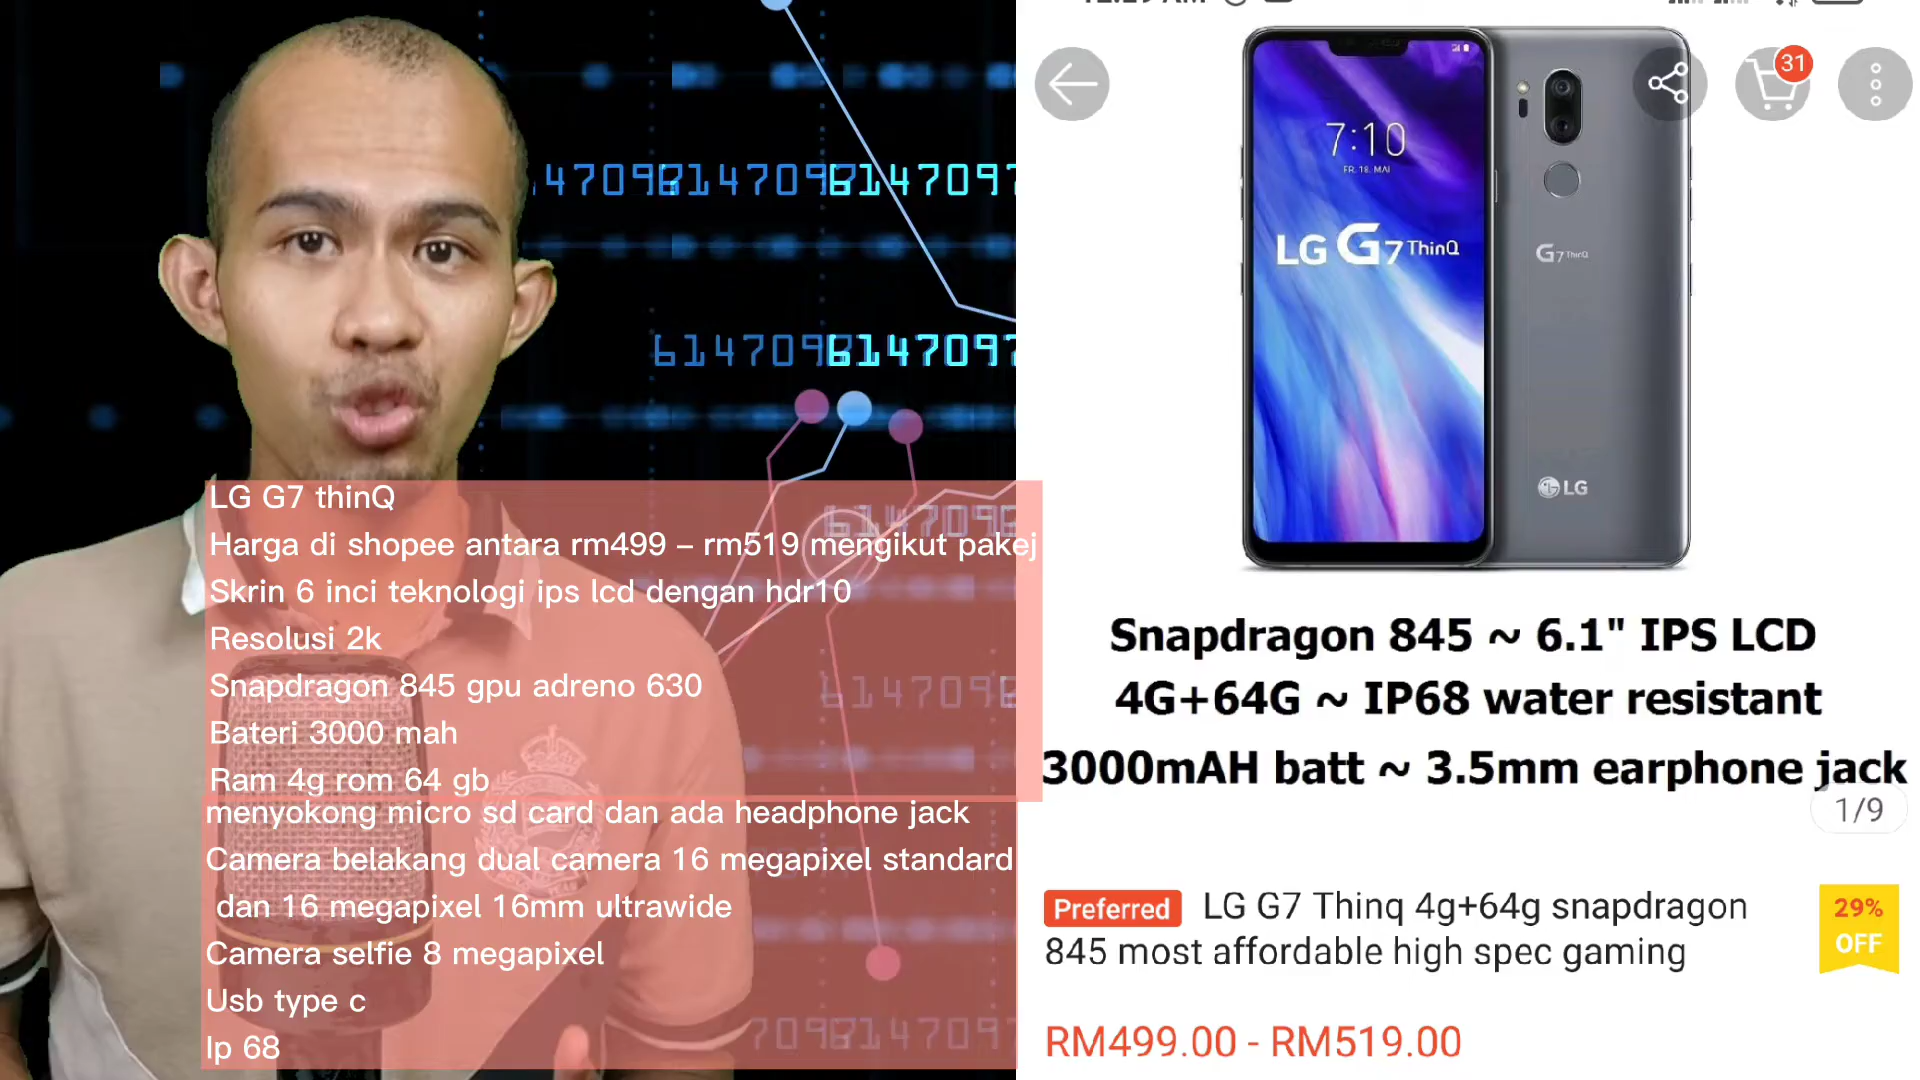 LG G7 thinQ
Harga di shopee antara rm499 – rm519 mengikut pakej
Skrin 6 inci teknologi ips lcd dengan hdr10
Resolusi 2k
Snapdragon 845 gpu adreno 630
Bateri 3000 mah
Ram 4g rom 64 gb
menyokong micro sd card dan ada headphone jack
Camera belakang dual camera 16 megapixel standard
dan 16 megapixel 16mm ultrawide
Camera selfie 8 megapixel
Usb type c
Ip 68
31
7:10
FR. 18. MAI
LG G7 ThinQ
G7 ThinQ
LG
Snapdragon 845 ~ 6.1" IPS LCD
4G+64G ~ IP68 water resistant
3000mAH batt ~ 3.5mm earphone jack
1/9
Preferred LG G7 Thinq 4g+64g snapdragon
845 most affordable high spec gaming
29%
OFF
RM499.00 - RM519.00